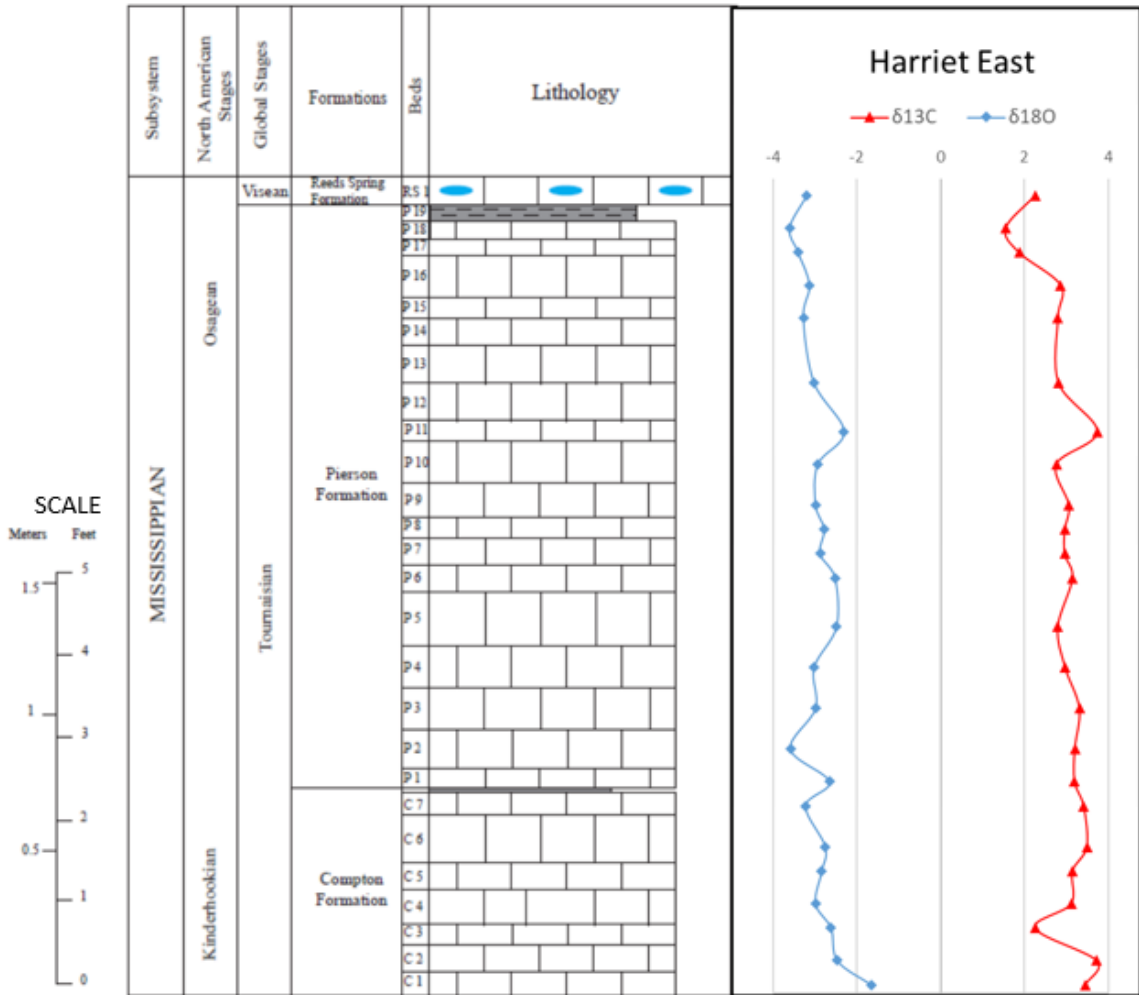 Subsystem
North American
Stages
Global Stages
Formations
Beds
Lithology
Harriet East
δ13C
δ18O
-4
-2
0
2
4
Visean
Reeds Spring
Formation
RS 1
P 19
P 18
P 17
P 16
P 15
P 14
P 13
P 12
P 11
P 10
P 9
P 8
P 7
P 6
P 5
P 4
P 3
P 2
P 1
C 7
C 6
C 5
C 4
C 3
C 2
C 1
Osagean
Pierson
Formation
MISSISSIPPIAN
Tournaisian
Kinderhookian
Compton
Formation
SCALE
Meters
Feet
1.5
5
4
1
3
2
0.5
1
0